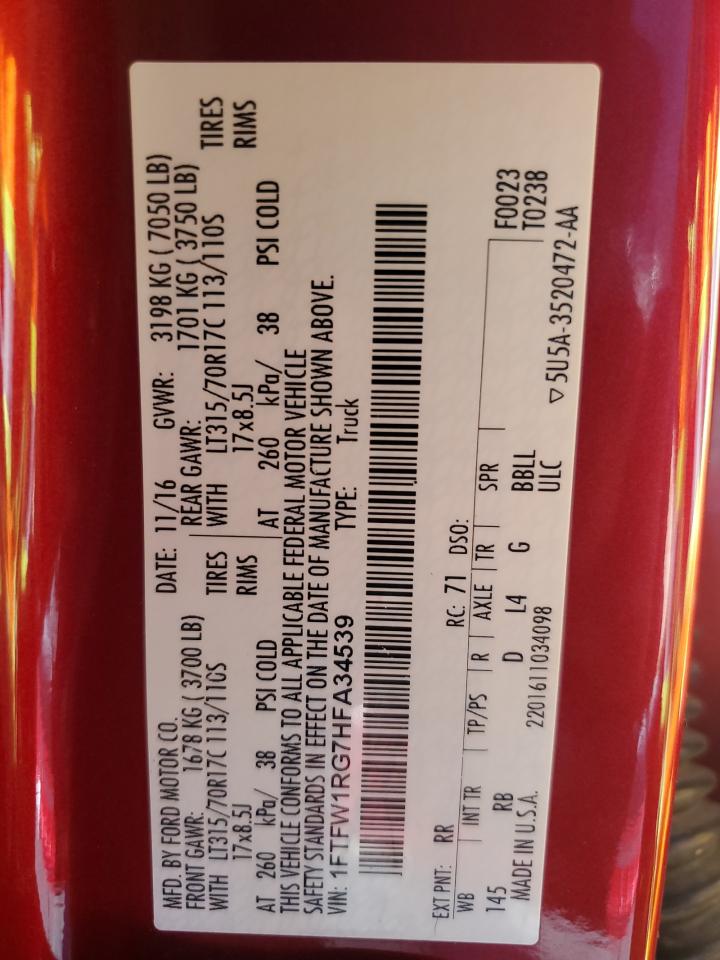 MFD. BY FORD MOTOR CO. DATE: 11/16 GVWR: 3198 KG ( 7050 LB)
FRONT GAWR: 1678 KG ( 3700 LB) REAR GAWR: 1701 KG ( 3750 LB)
WITH LT315/70R17C 113/110S TIRES WITH LT315/70R17C 113/110S TIRES
17x8.5J RIMS 17x8.5J RIMS
AT 260 kPa/ 38 PSI COLD AT 260 kPa/ 38 PSI COLD
THIS VEHICLE CONFORMS TO ALL APPLICABLE FEDERAL MOTOR VEHICLE
SAFETY STANDARDS IN EFFECT ON THE DATE OF MANUFACTURE SHOWN ABOVE.
VIN: 1FTFW1RG7HFA34539 TYPE: Truck
EXT PNT: RR RC: 71 DSO: F0023
WB INT TR TP/PS R AXLE TR SPR T0238
145 RB D L4 G BBLL
MADE IN U.S.A. 2201611034098 ULC
▽ 5U5A-3520472-AA